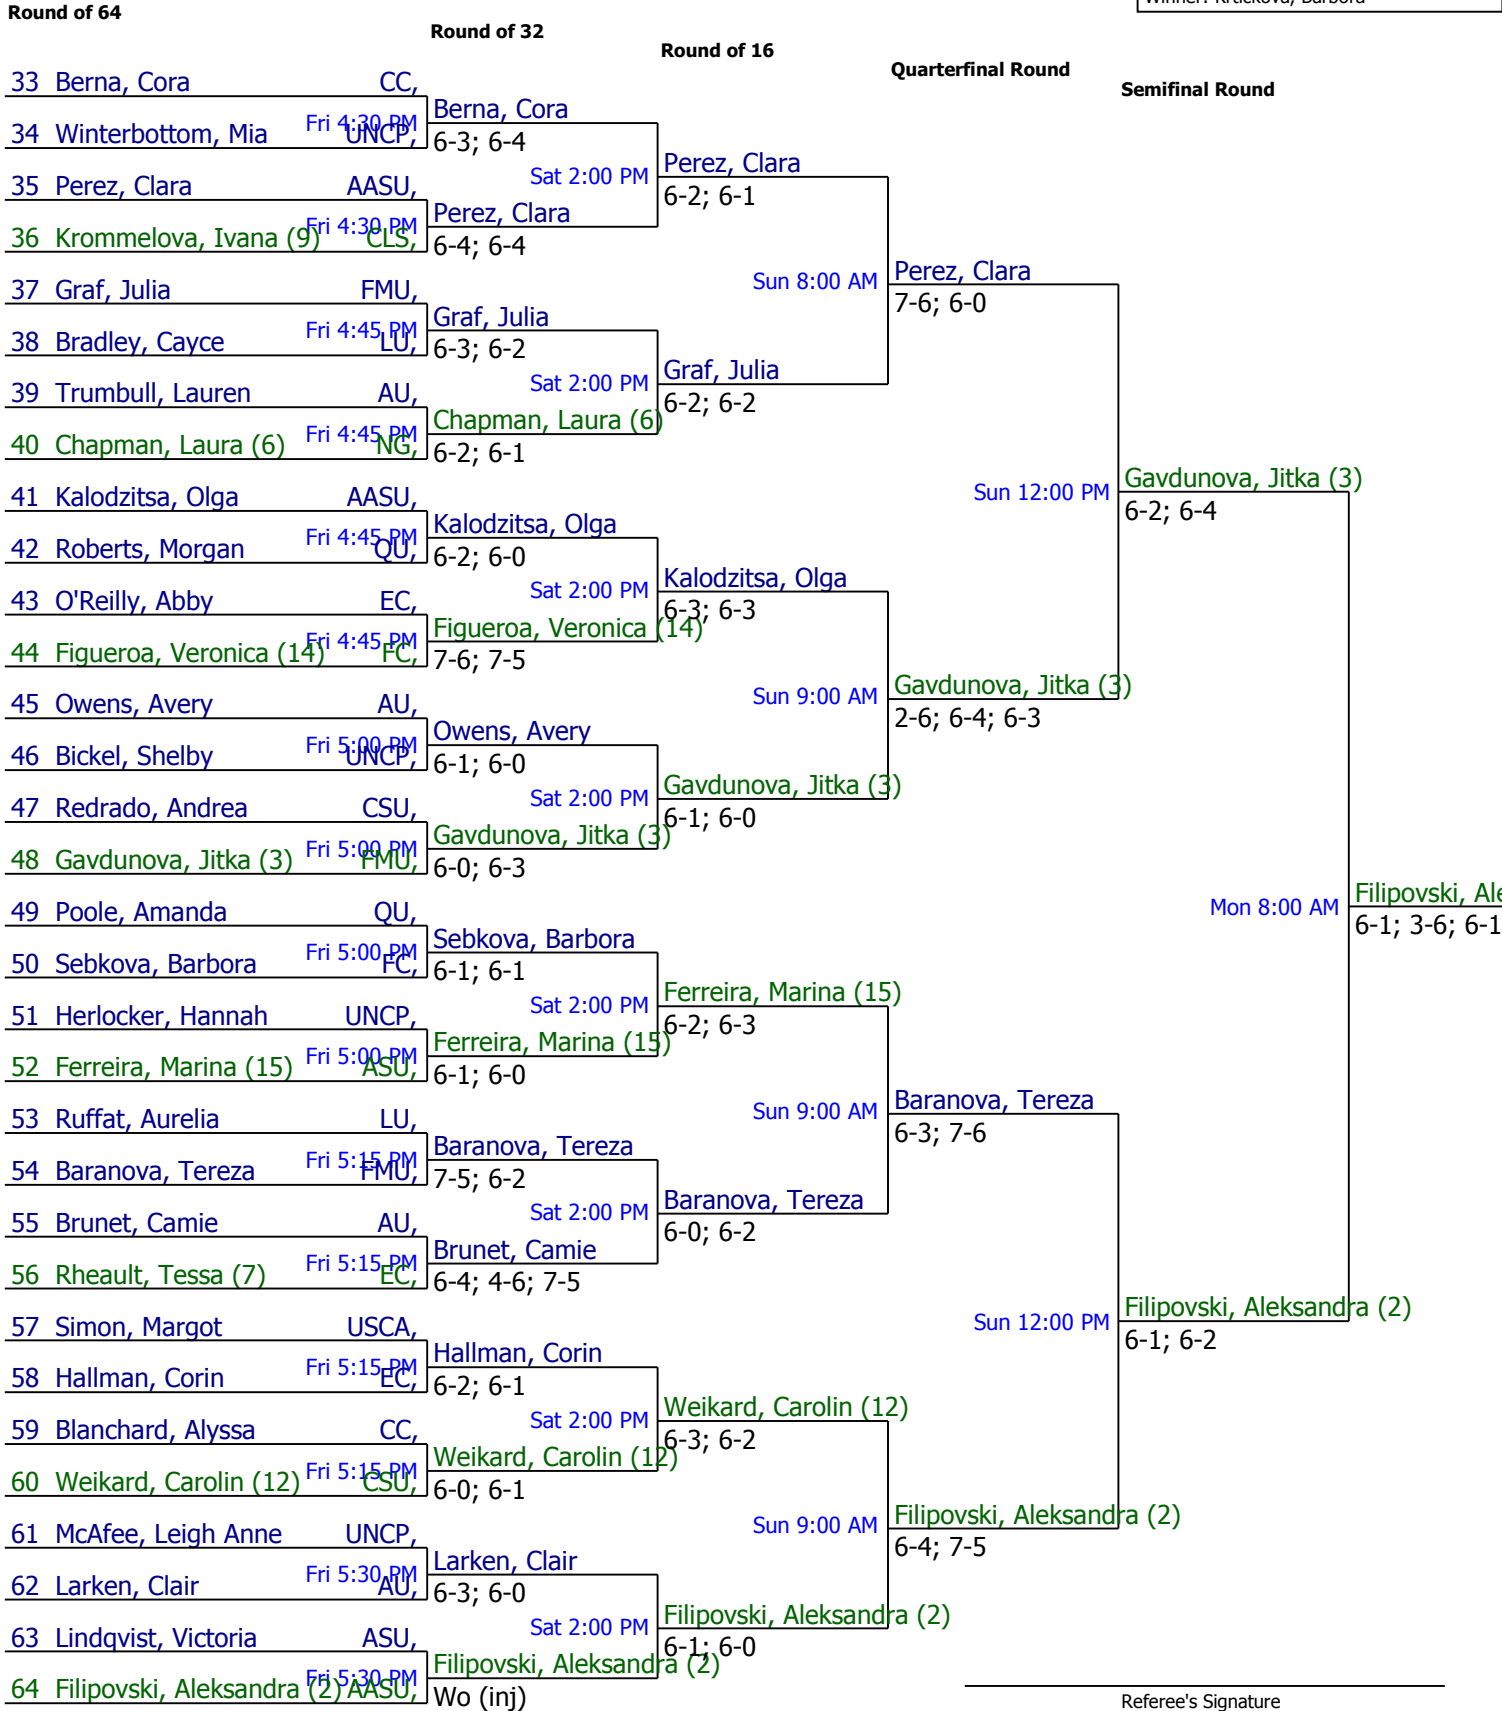 Winner: Krtickova, Barbora
Round of 64
Round of 32
Round of 16
Quarterfinal Round
Semifinal Round
33 Berna, Cora CC,
Fri 4:30 PM
34 Winterbottom, Mia UNCP,
Berna, Cora
6-3; 6-4
35 Perez, Clara AASU,
Fri 4:30 PM
36 Krommelova, Ivana (9) CLS,
Perez, Clara
6-4; 6-4
Sat 2:00 PM
Perez, Clara
6-2; 6-1
37 Graf, Julia FMU,
Fri 4:45 PM
38 Bradley, Cayce LU,
Graf, Julia
6-3; 6-2
39 Trumbull, Lauren AU,
Fri 4:45 PM
40 Chapman, Laura (6) NG,
Chapman, Laura (6)
6-2; 6-1
Sat 2:00 PM
Graf, Julia
6-2; 6-2
Sun 8:00 AM
Perez, Clara
7-6; 6-0
41 Kalodzitsa, Olga AASU,
Fri 4:45 PM
42 Roberts, Morgan QU,
Kalodzitsa, Olga
6-2; 6-0
43 O'Reilly, Abby EC,
Fri 4:45 PM
44 Figueroa, Veronica (14) FC,
Figueroa, Veronica (14)
7-6; 7-5
Sat 2:00 PM
Kalodzitsa, Olga
6-3; 6-3
45 Owens, Avery AU,
Fri 5:00 PM
46 Bickel, Shelby UNCP,
Owens, Avery
6-1; 6-0
47 Redrado, Andrea CSU,
Fri 5:00 PM
48 Gavdunova, Jitka (3) FMU,
Gavdunova, Jitka (3)
6-0; 6-3
Sat 2:00 PM
Gavdunova, Jitka (3)
6-1; 6-0
Sun 9:00 AM
Gavdunova, Jitka (3)
2-6; 6-4; 6-3
Sun 12:00 PM
Gavdunova, Jitka (3)
6-2; 6-4
49 Poole, Amanda QU,
Fri 5:00 PM
50 Sebkova, Barbora FC,
Sebkova, Barbora
6-1; 6-1
51 Herlocker, Hannah UNCP,
Fri 5:00 PM
52 Ferreira, Marina (15) ASU,
Ferreira, Marina (15)
6-1; 6-0
Sat 2:00 PM
Ferreira, Marina (15)
6-2; 6-3
53 Ruffat, Aurelia LU,
Fri 5:15 PM
54 Baranova, Tereza FMU,
Baranova, Tereza
7-5; 6-2
55 Brunet, Camie AU,
Fri 5:15 PM
56 Rheault, Tessa (7) EC,
Brunet, Camie
6-4; 4-6; 7-5
Sat 2:00 PM
Baranova, Tereza
6-0; 6-2
Sun 9:00 AM
Baranova, Tereza
6-3; 7-6
57 Simon, Margot USCA,
Fri 5:15 PM
58 Hallman, Corin EC,
Hallman, Corin
6-2; 6-1
59 Blanchard, Alyssa CC,
Fri 5:15 PM
60 Weikard, Carolin (12) CSU,
Weikard, Carolin (12)
6-0; 6-1
Sat 2:00 PM
Weikard, Carolin (12)
6-3; 6-2
61 McAfee, Leigh Anne UNCP,
Fri 5:30 PM
62 Larken, Clair AU,
Larken, Clair
6-3; 6-0
63 Lindqvist, Victoria ASU,
Fri 5:30 PM
64 Filipovski, Aleksandra (2) AASU,
Filipovski, Aleksandra (2)
Wo (inj)
Sat 2:00 PM
Filipovski, Aleksandra (2)
6-1; 6-0
Sun 9:00 AM
Filipovski, Aleksandra (2)
6-4; 7-5
Sun 12:00 PM
Filipovski, Aleksandra (2)
6-1; 6-2
Mon 8:00 AM
Filipovski, Ale
6-1; 3-6; 6-1
Referee's Signature